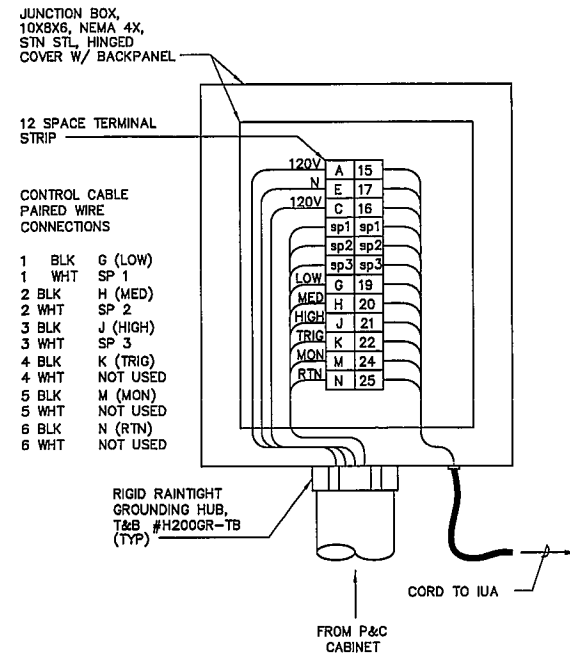 JUNCTION BOX,
10X8X6, NEMA 4X,
STN STL, HINGED
COVER W/ BACKPANEL
12 SPACE TERMINAL
STRIP
120V A 15
N E 17
120V C 16
sp1 sp1
sp2 sp2
sp3 sp3
LOW G 19
MED H 20
HIGH J 21
TRIG K 22
MON M 24
RTN N 25
CONTROL CABLE
PAIRED WIRE
CONNECTIONS
1 BLK G (LOW)
1 WHT SP 1
2 BLK H (MED)
2 WHT SP 2
3 BLK J (HIGH)
3 WHT SP 3
4 BLK K (TRIG)
4 WHT NOT USED
5 BLK M (MON)
5 WHT NOT USED
6 BLK N (RTN)
6 WHT NOT USED
RIGID RAINTIGHT
GROUNDING HUB,
T&B #H200GR-TB
(TYP)
CORD TO IUA
FROM P&C
CABINET